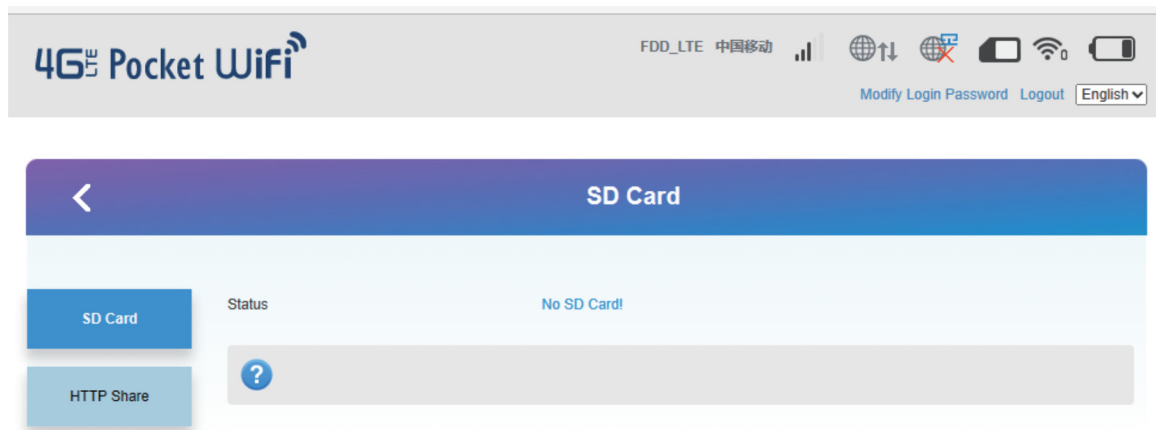 4G LTE Pocket WiFi
FDD_LTE 中国移动
0
Modify Login Password Logout English
SD Card
SD Card
Status No SD Card!
?
HTTP Share